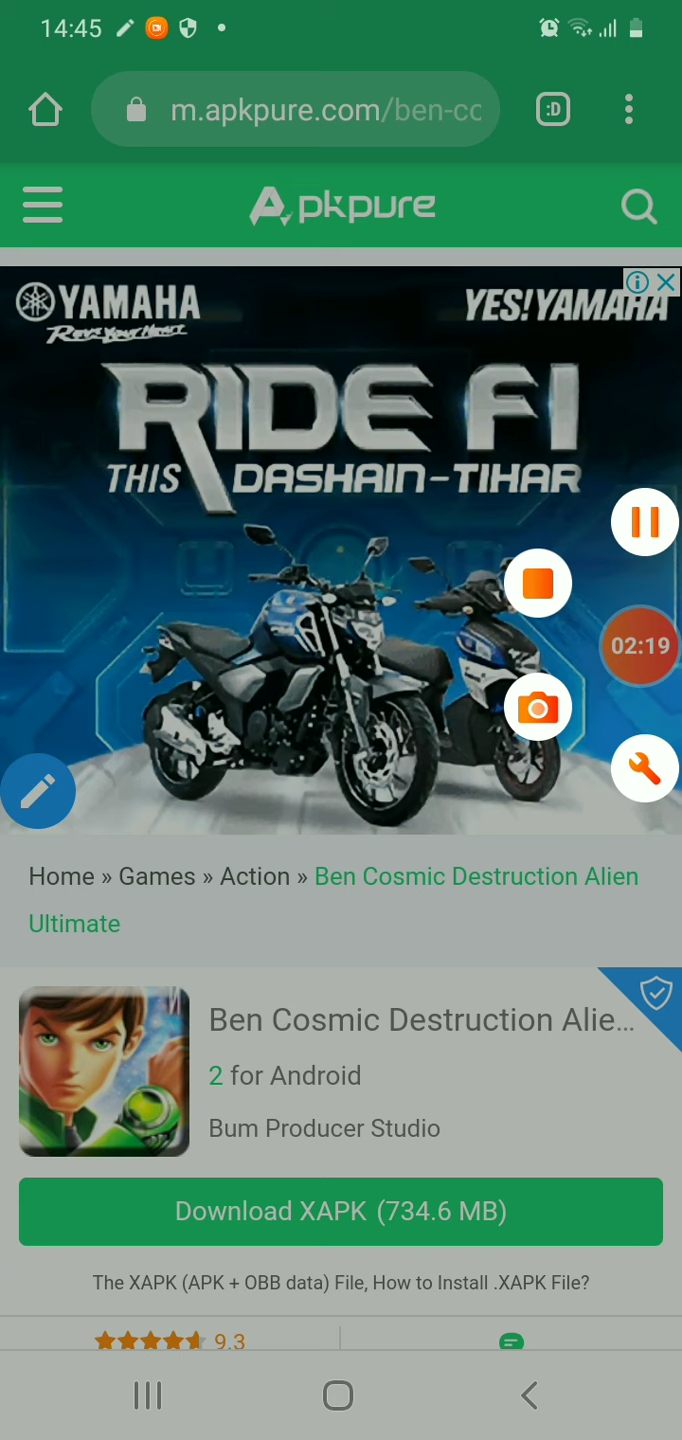 14:45
m.apkpure.com/ben-cc
:D
Apkpure
YAMAHA
Revs Your Heart
YES! YAMAHA
RIDE FI
THIS DASHAIN-TIHAR
02:19
Home » Games » Action » Ben Cosmic Destruction Alien
Ultimate
Ben Cosmic Destruction Alie...
2 for Android
Bum Producer Studio
Download XAPK (734.6 MB)
The XAPK (APK + OBB data) File, How to Install .XAPK File?
9.3